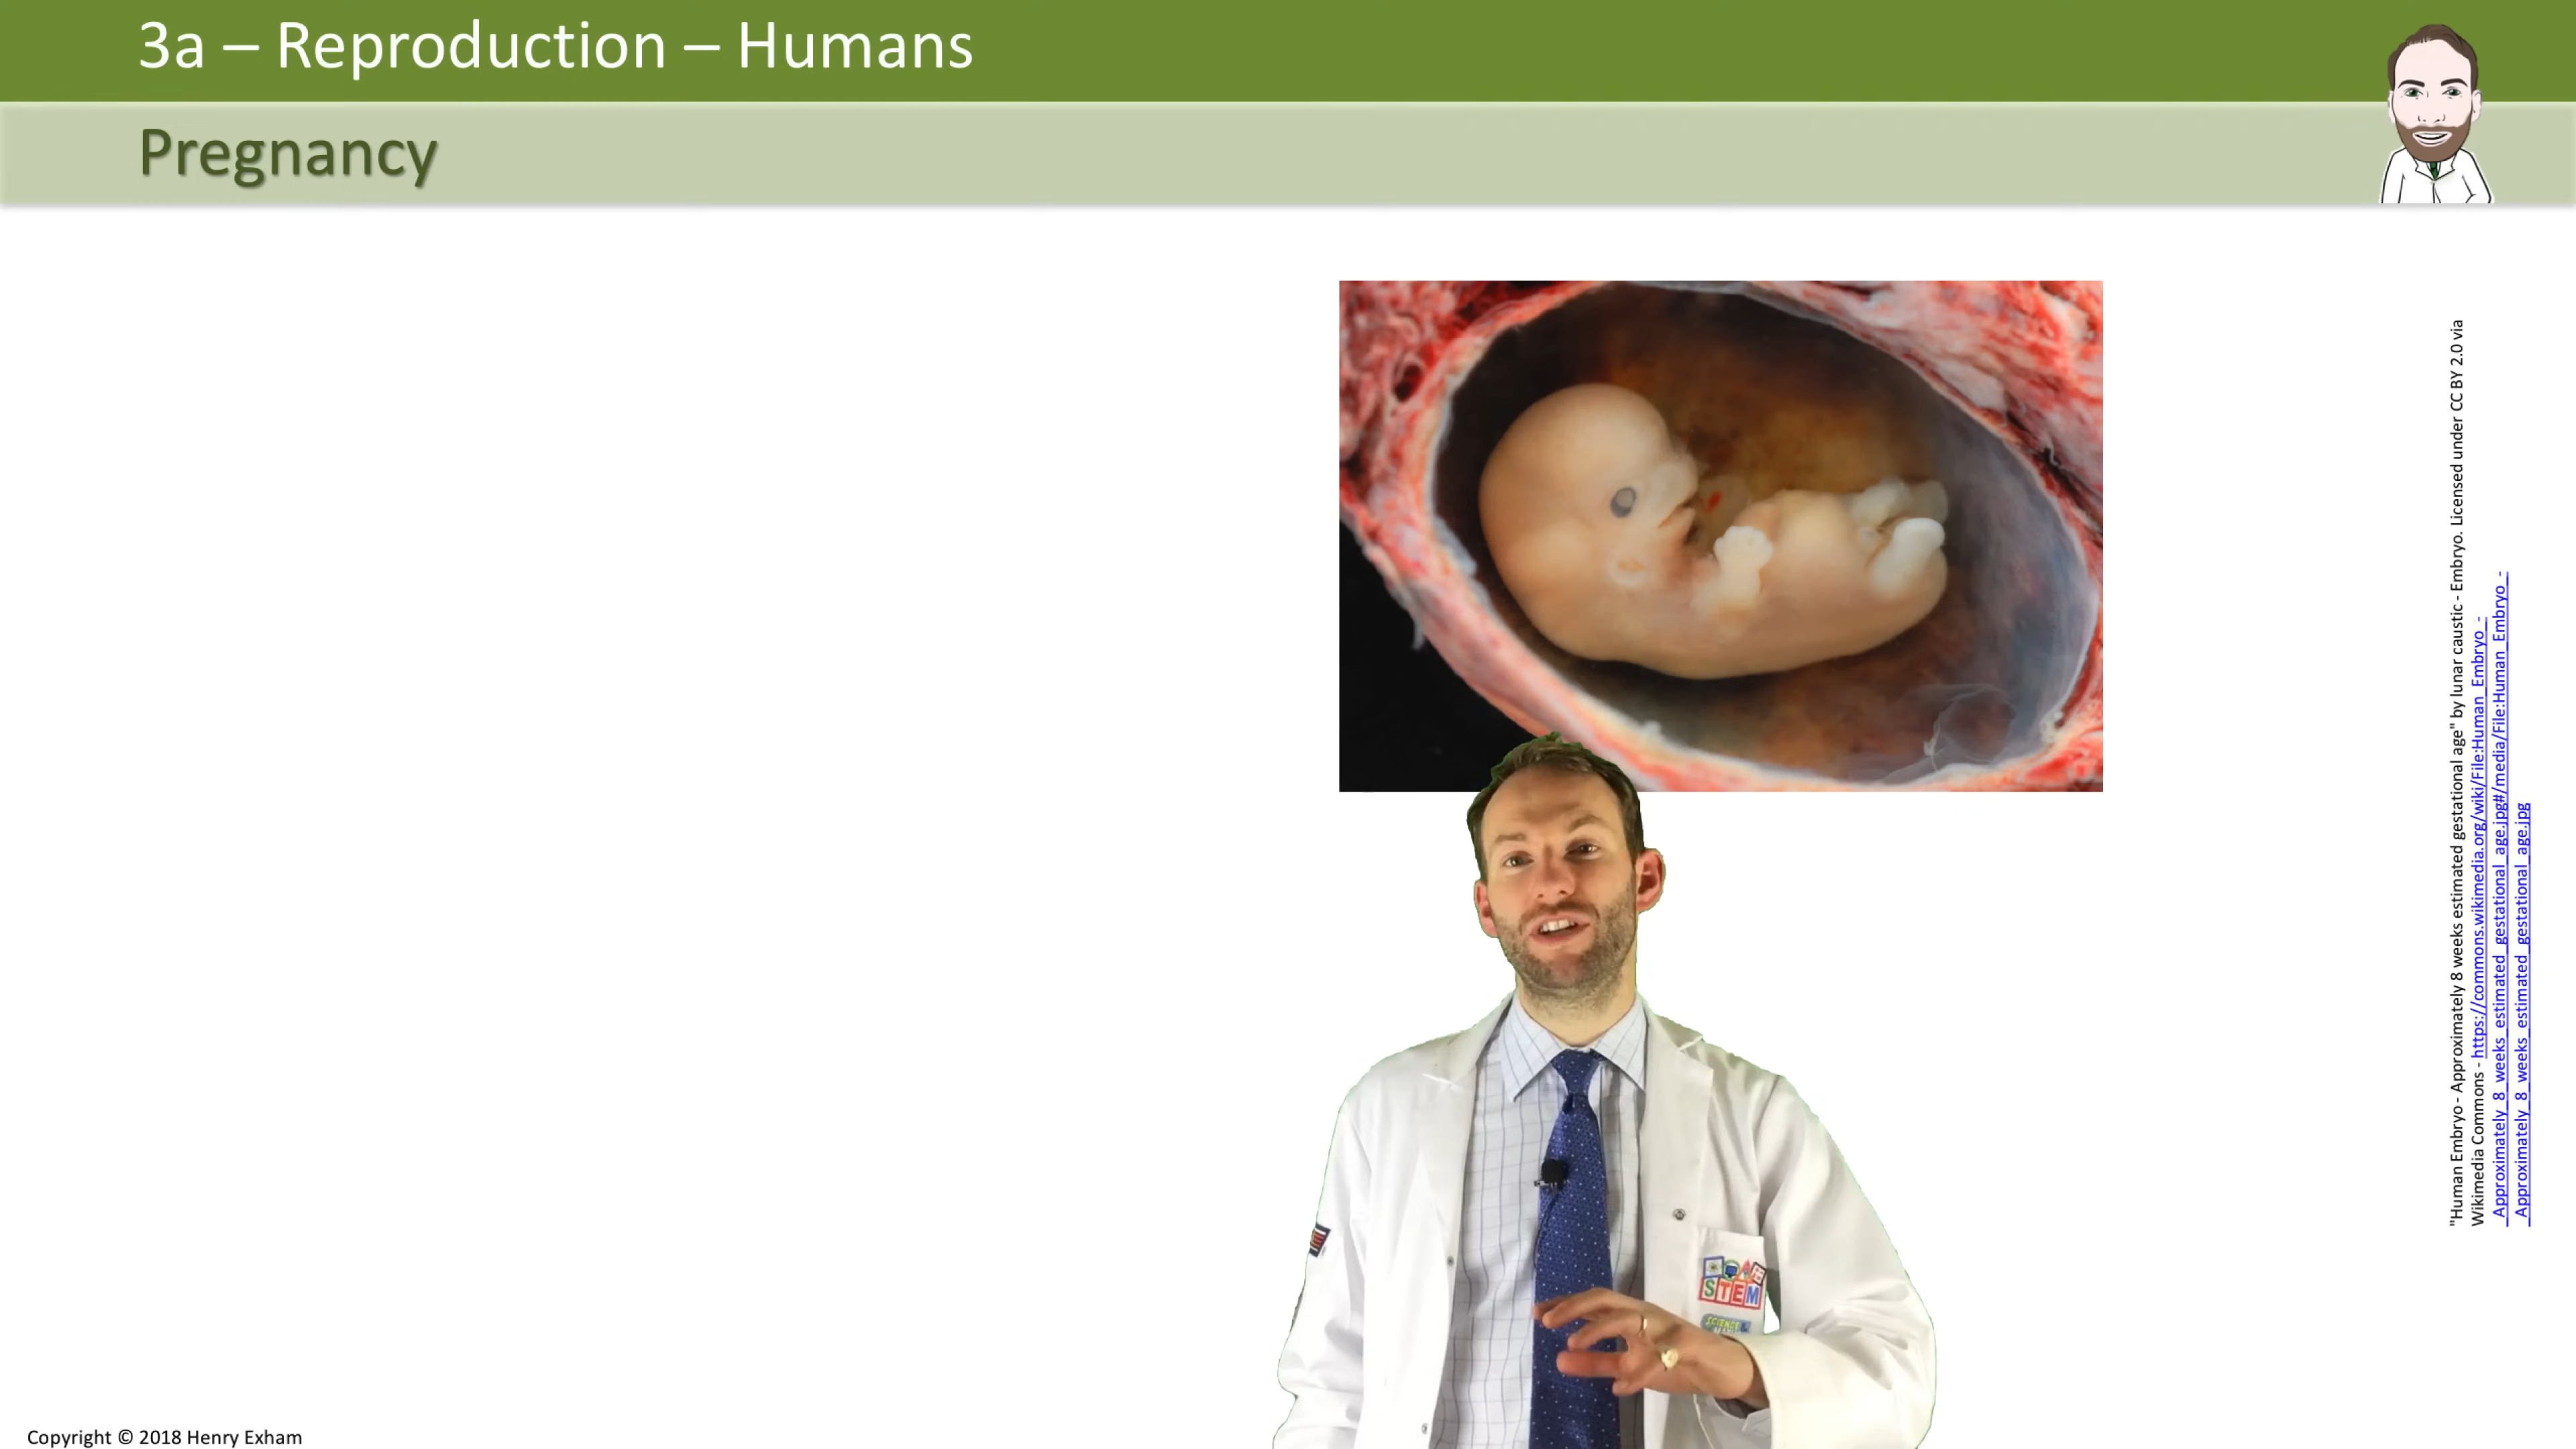 3a – Reproduction – Humans
Pregnancy
"Human Embryo - Approximately 8 weeks estimated gestational age" by lunar caustic - Embryo. Licensed under CC BY 2.0 via
Wikimedia Commons - https://commons.wikimedia.org/wiki/File:Human_Embryo_-
_Approximately_8_weeks_estimated_gestational_age.jpg#/media/File:Human_Embryo_-
_Approximately_8_weeks_estimated_gestational_age.jpg
STEM
SCIENCE
Copyright © 2018 Henry Exham